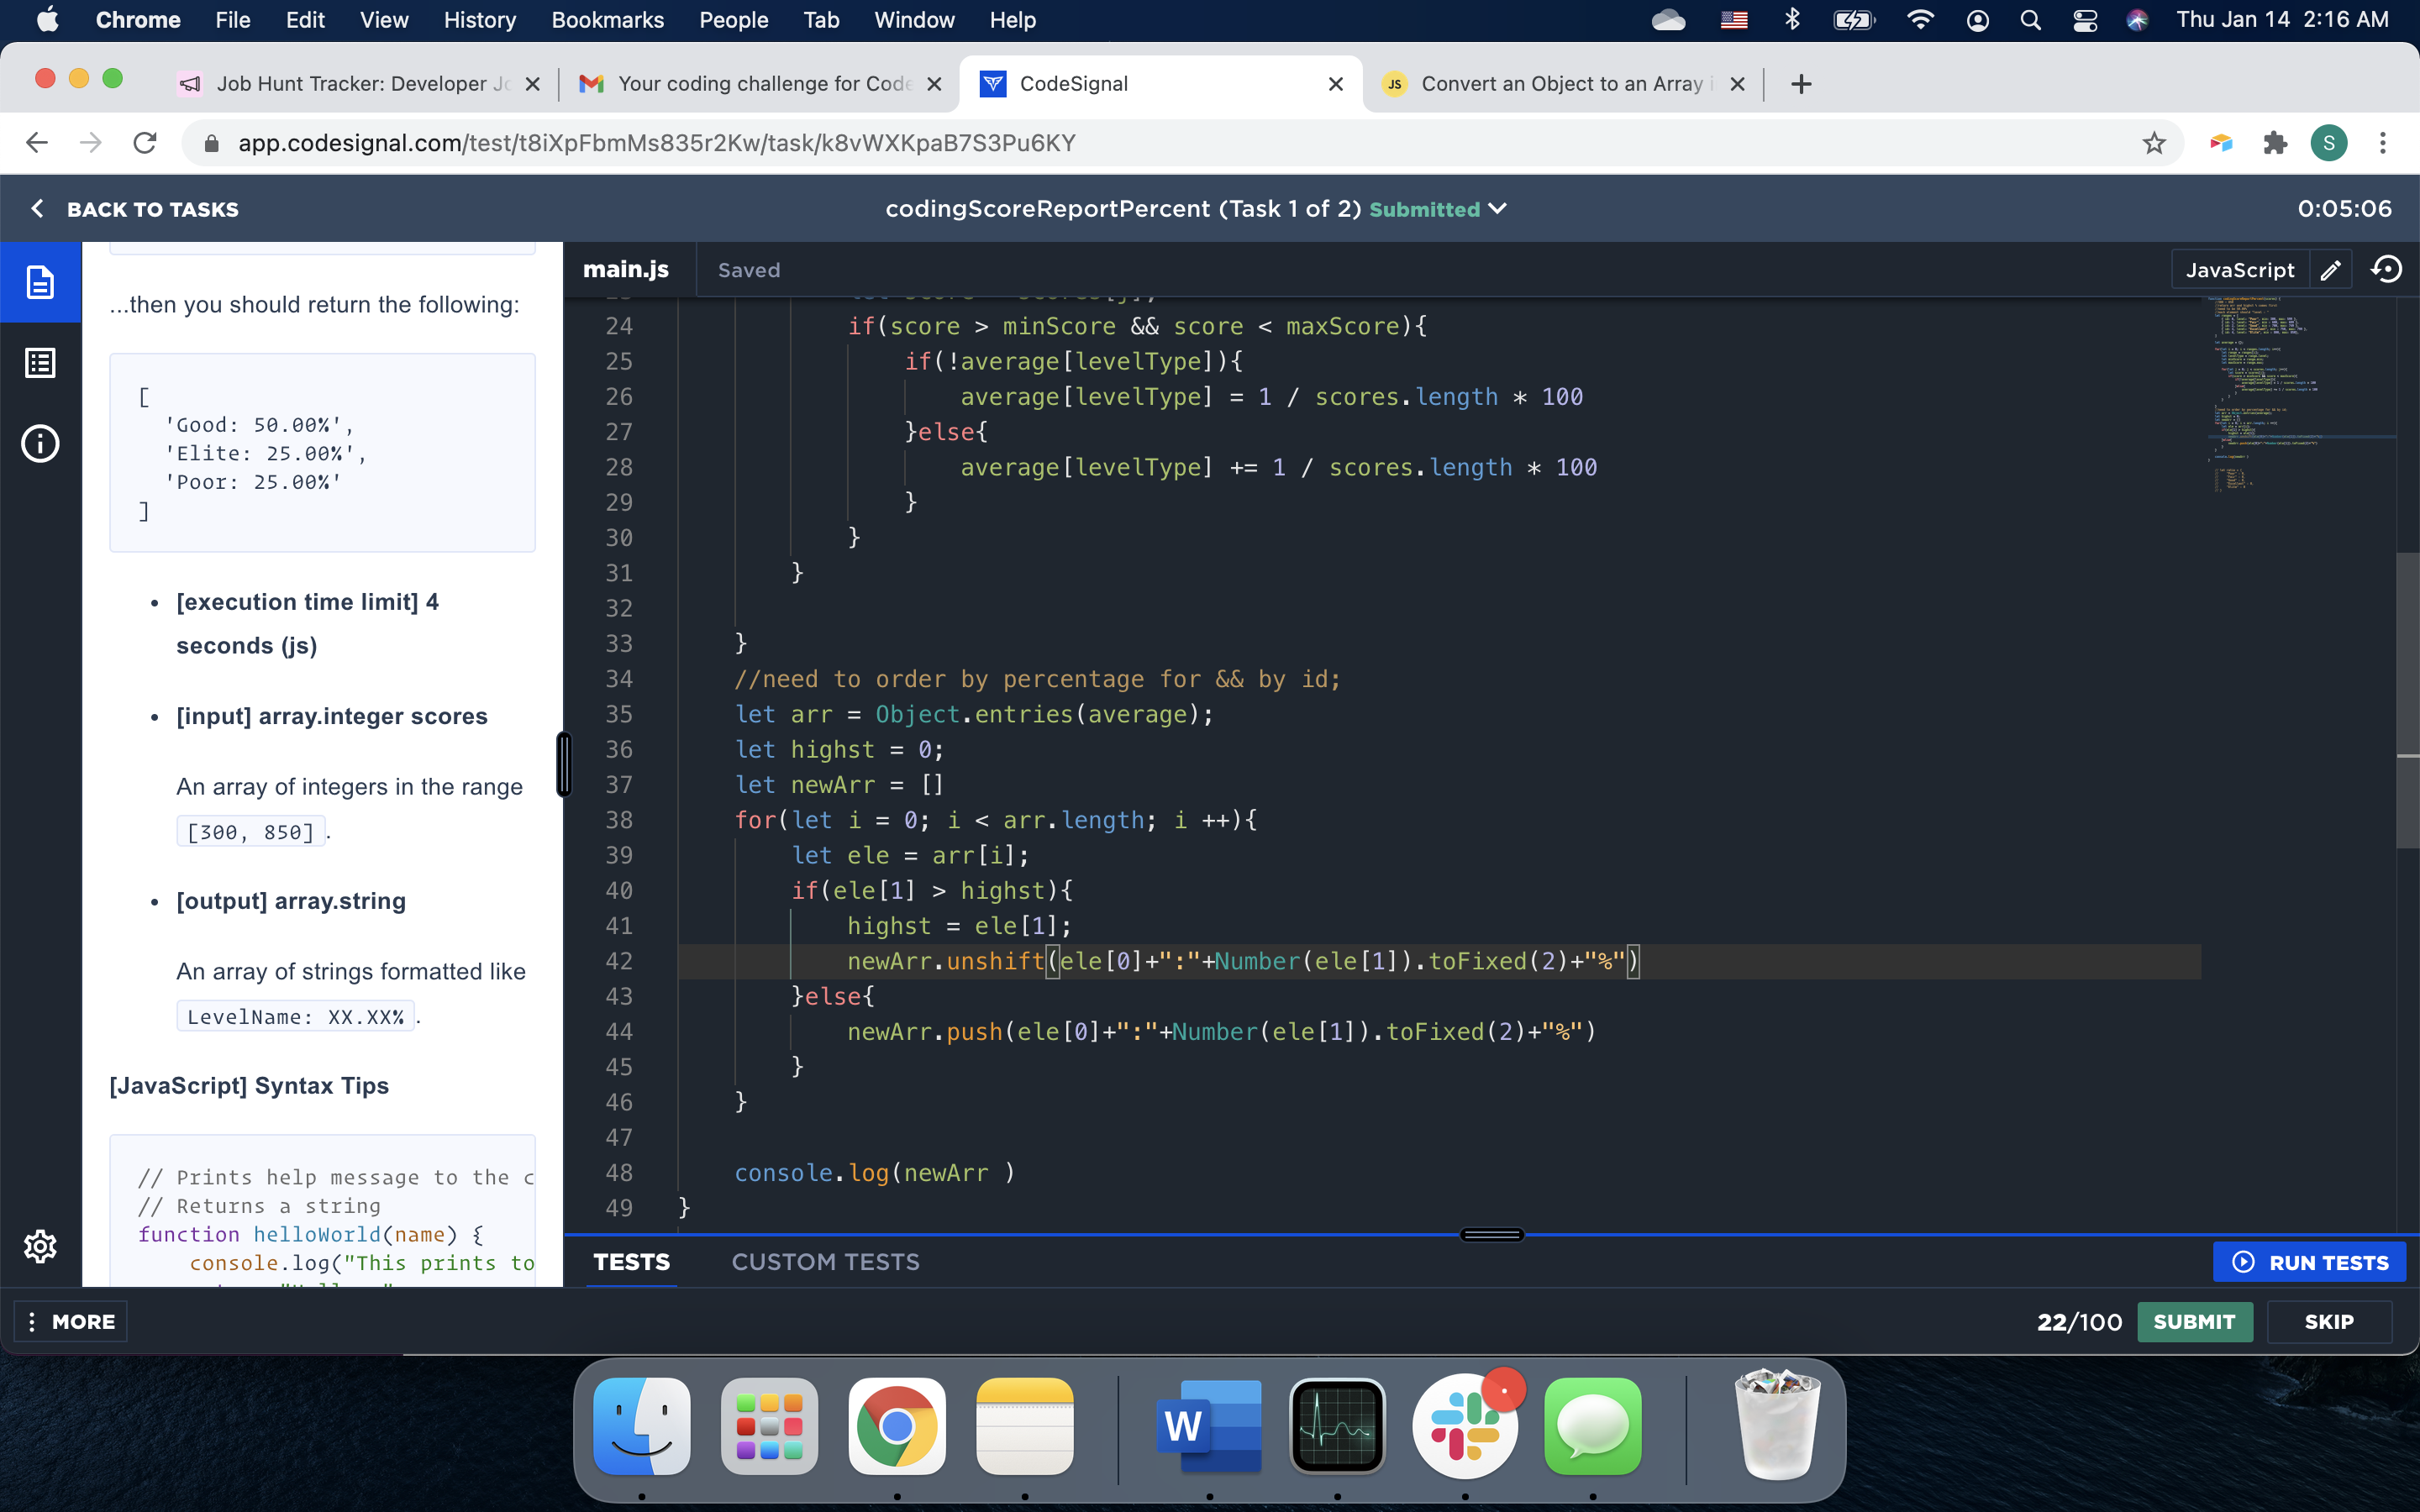 Chrome File Edit View History Bookmarks People Tab Window Help Thu Jan 14 2:16 AM
Job Hunt Tracker: Developer Jo
Your coding challenge for Code
CodeSignal
JS Convert an Object to an Array i
app.codesignal.com/test/t8iXpFbmMs835r2Kw/task/k8vWXKpaB7S3Pu6KY
S
BACK TO TASKS
codingScoreReportPercent (Task 1 of 2) Submitted
0:05:06
...then you should return the following:
[
'Good: 50.00%',
'Elite: 25.00%',
'Poor: 25.00%'
]
• [execution time limit] 4
seconds (js)
• [input] array.integer scores
An array of integers in the range
[300, 850].
• [output] array.string
An array of strings formatted like
LevelName: XX.XX%.
[JavaScript] Syntax Tips
// Prints help message to the c
// Returns a string
function helloWorld(name) {
console.log("This prints to
main.js Saved JavaScript
24 if(score > minScore && score < maxScore){
25 if(!average[levelType]){
26 average[levelType] = 1 / scores.length * 100
27 }else{
28 average[levelType] += 1 / scores.length * 100
29 }
30 }
31 }
32
33 }
34 //need to order by percentage for && by id;
35 let arr = Object.entries(average);
36 let highst = 0;
37 let newArr = []
38 for(let i = 0; i < arr.length; i ++){
39 let ele = arr[i];
40 if(ele[1] > highst){
41 highst = ele[1];
42 newArr.unshift(ele[0]+":"+Number(ele[1]).toFixed(2)+"%")
43 }else{
44 newArr.push(ele[0]+":"+Number(ele[1]).toFixed(2)+"%")
45 }
46 }
47
48 console.log(newArr )
49 }
TESTS CUSTOM TESTS RUN TESTS
MORE 22/100 SUBMIT SKIP
W